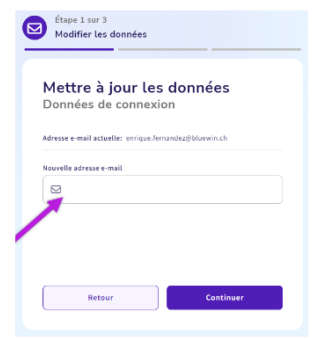 Étape 1 sur 3
Modifier les données
Mettre à jour les données
Données de connexion
Adresse e-mail actuelle: enrique.fernandez@bluewin.ch
Nouvelle adresse e-mail
Retour
Continuer